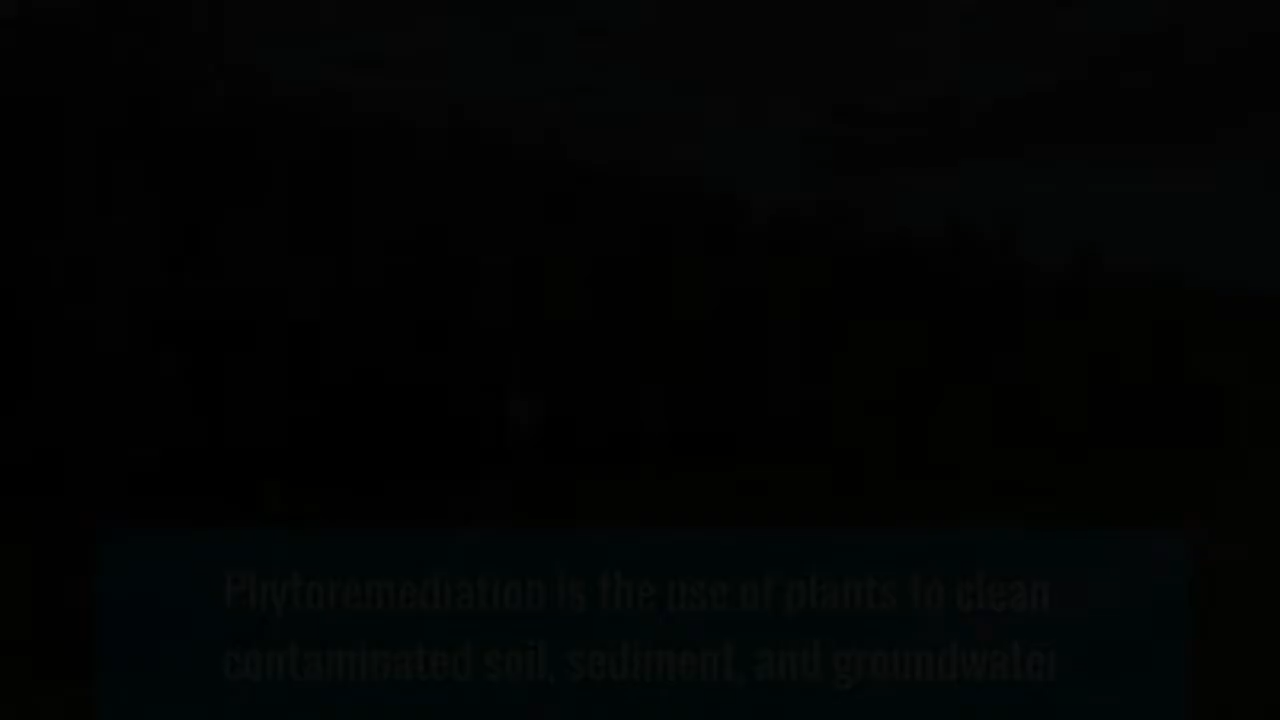 Phytoremediation is the use of plants to clean
contaminated soil, sediment, and groundwater